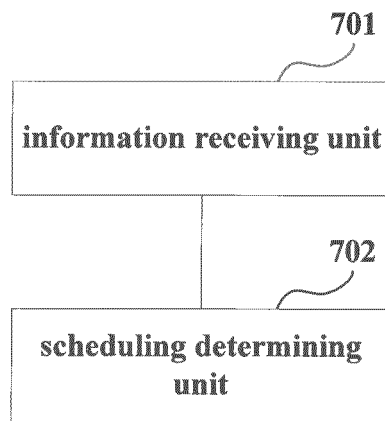 701
information receiving unit
702
scheduling determining
unit